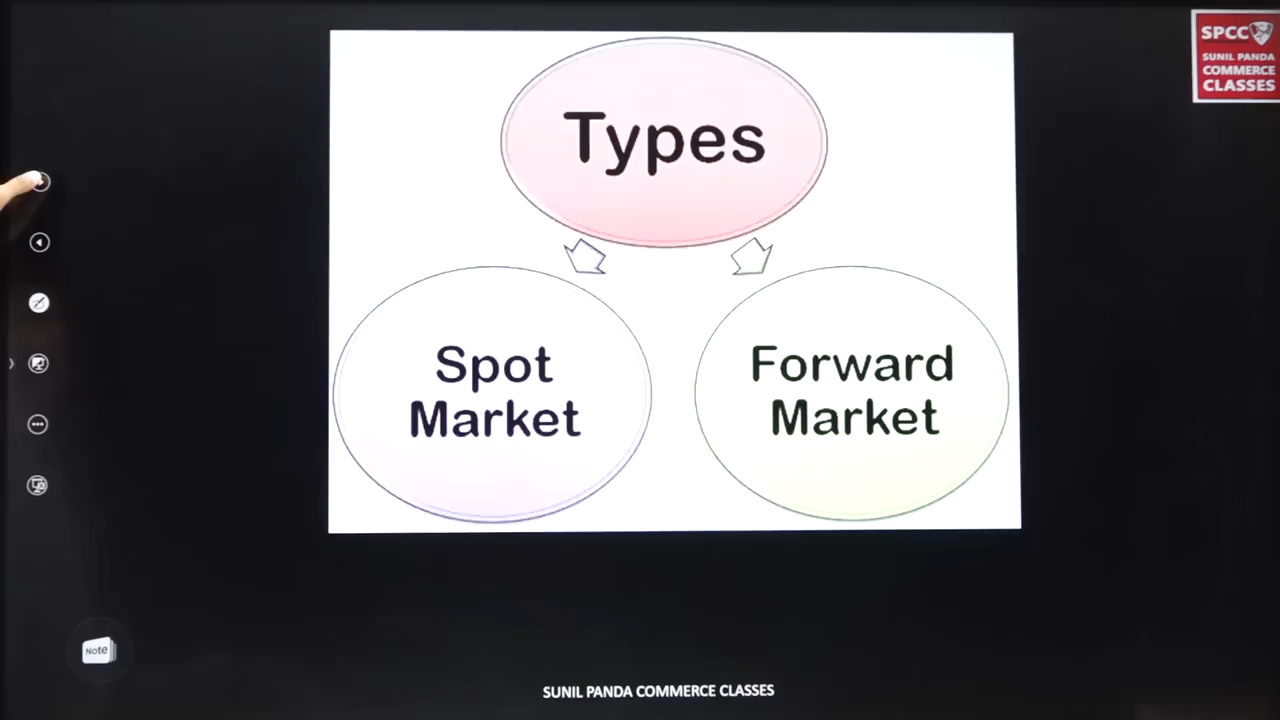 SPCC
SUNIL PANDA
COMMERCE
CLASSES
Types
Spot
Market
Forward
Market
Note
SUNIL PANDA COMMERCE CLASSES